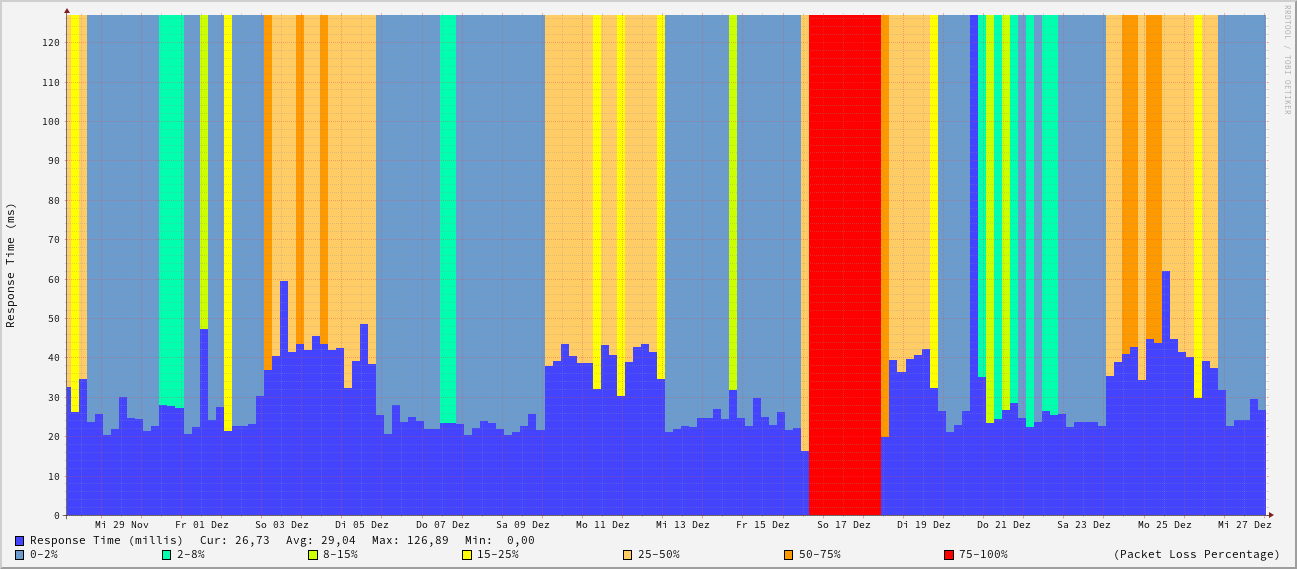 RRDTOOL / TOBI OETIKER
Response Time (ms)
120
110
100
90
80
70
60
50
40
30
20
10
0
Mi 29 Nov Fr 01 Dez So 03 Dez Di 05 Dez Do 07 Dez Sa 09 Dez Mo 11 Dez Mi 13 Dez Fr 15 Dez So 17 Dez Di 19 Dez Do 21 Dez Sa 23 Dez Mo 25 Dez Mi 27 Dez
Response Time (millis) Cur: 26,73 Avg: 29,04 Max: 126,89 Min: 0,00
0-2% 2-8% 8-15% 15-25% 25-50% 50-75% 75-100% (Packet Loss Percentage)